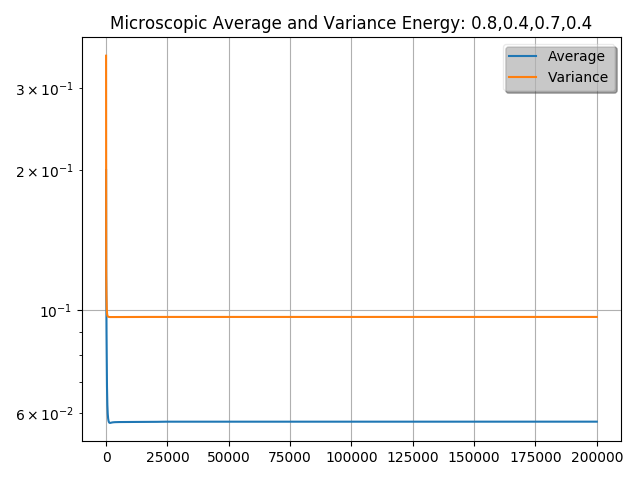 Microscopic Average and Variance Energy: 0.8,0.4,0.7,0.4
Average
Variance
3 × 10⁻¹
2 × 10⁻¹
10⁻¹
6 × 10⁻²
0 25000 50000 75000 100000 125000 150000 175000 200000